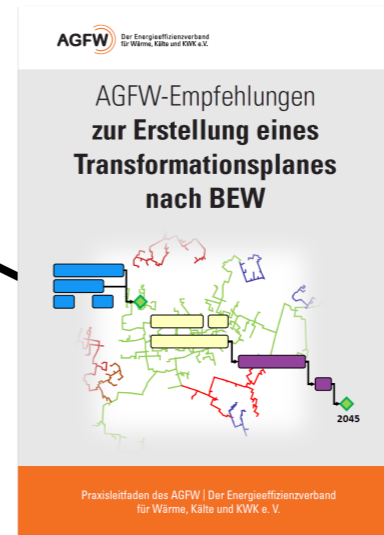 AGFW
Der Energieeffizienzverband
für Wärme, Kälte und KWK e.V.
AGFW-Empfehlungen
zur Erstellung eines
Transformationsplanes
nach BEW
2045
Praxisleitfaden des AGFW | Der Energieeffizienzverband
für Wärme, Kälte und KWK e. V.